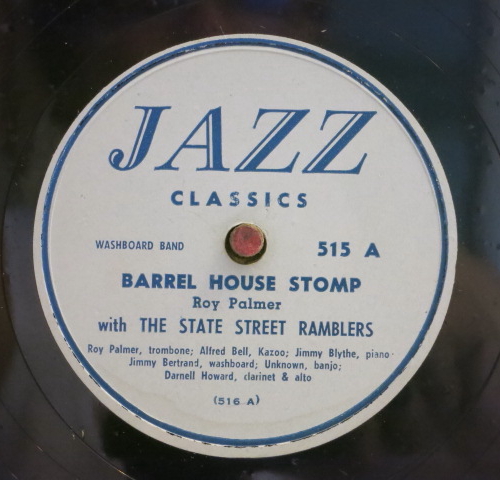 JAZZ
CLASSICS
WASHBOARD BAND 515 A
BARREL HOUSE STOMP
Roy Palmer
with THE STATE STREET RAMBLERS
Roy Palmer, trombone; Alfred Bell, Kazoo; Jimmy Blythe, piano
Jimmy Bertrand, washboard; Unknown, banjo;
Darnell Howard, clarinet & alto
(516 A)